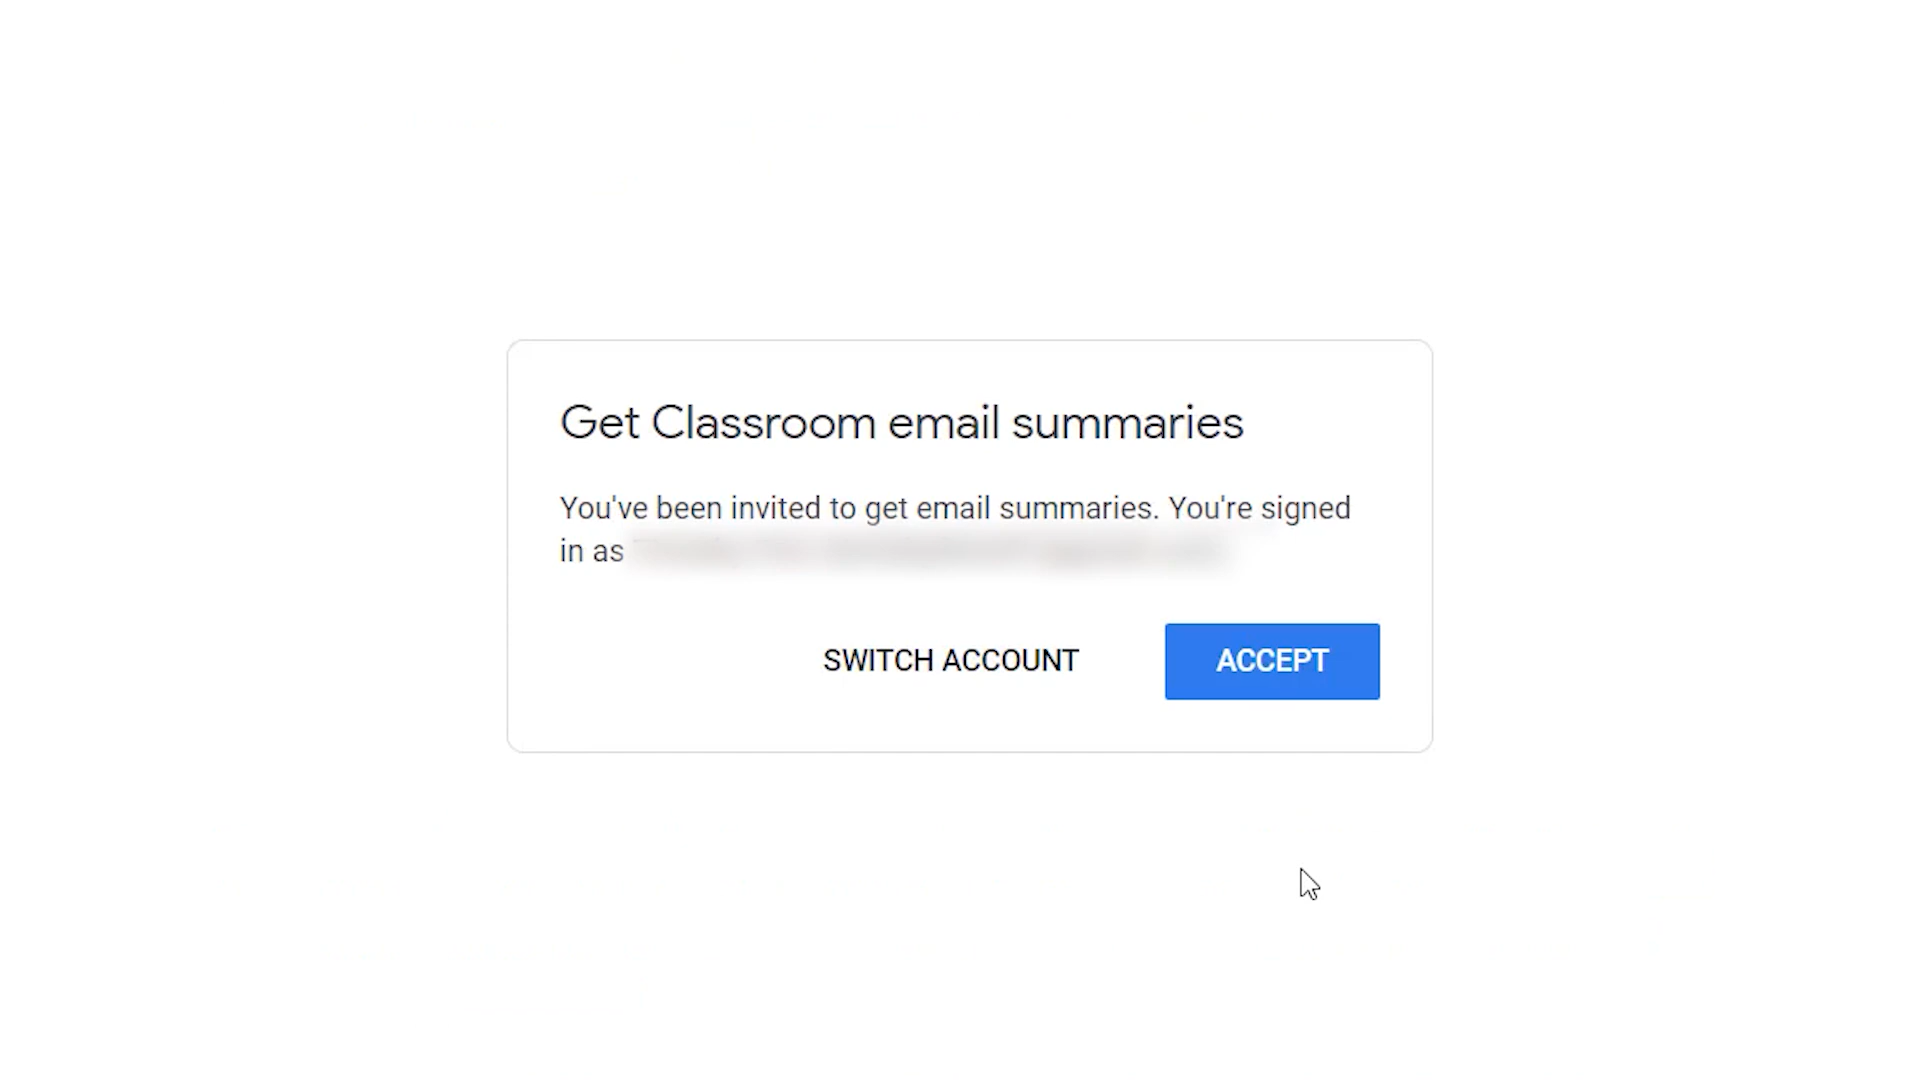 Get Classroom email summaries
You've been invited to get email summaries. You're signed
in as
SWITCH ACCOUNT
ACCEPT